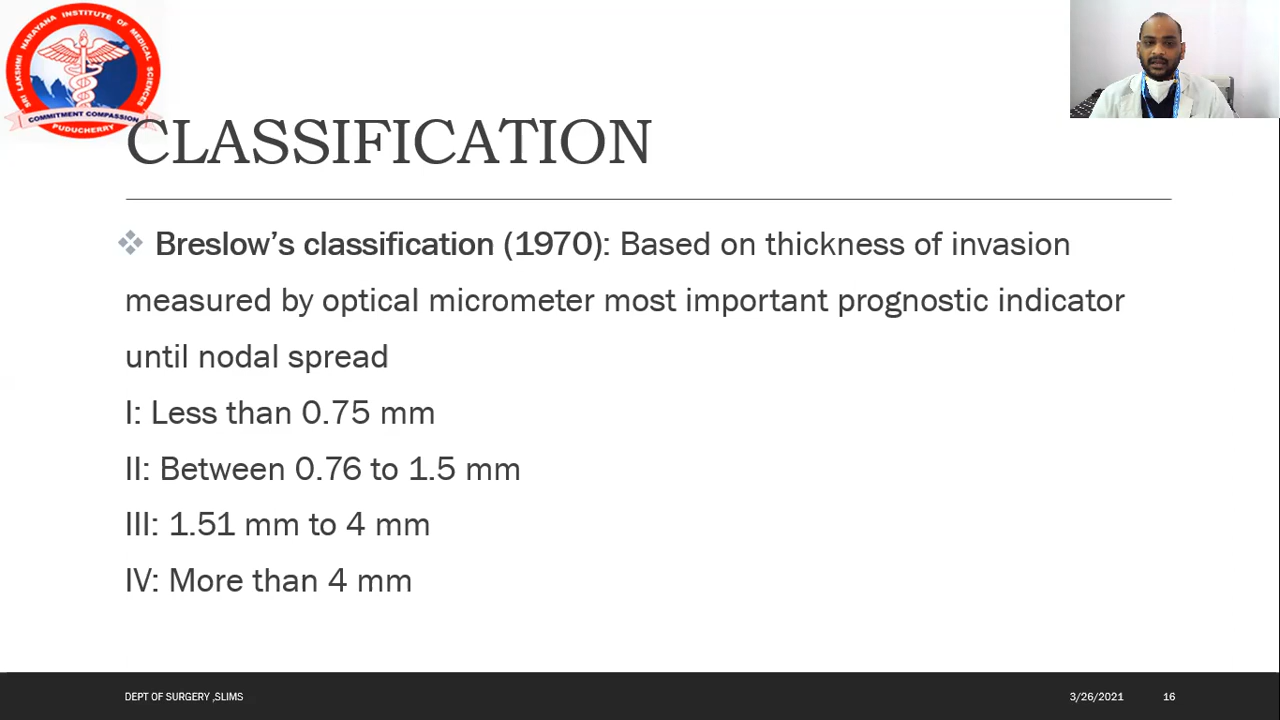 SRI LAKSHMI NARAYANA INSTITUTE OF MEDICAL SCIENCES
COMMITMENT COMPASSION
PUDUCHERRY
CLASSIFICATION
❖ Breslow’s classification (1970): Based on thickness of invasion
measured by optical micrometer most important prognostic indicator
until nodal spread
I: Less than 0.75 mm
II: Between 0.76 to 1.5 mm
III: 1.51 mm to 4 mm
IV: More than 4 mm
DEPT OF SURGERY ,SLIMS 3/26/2021 16